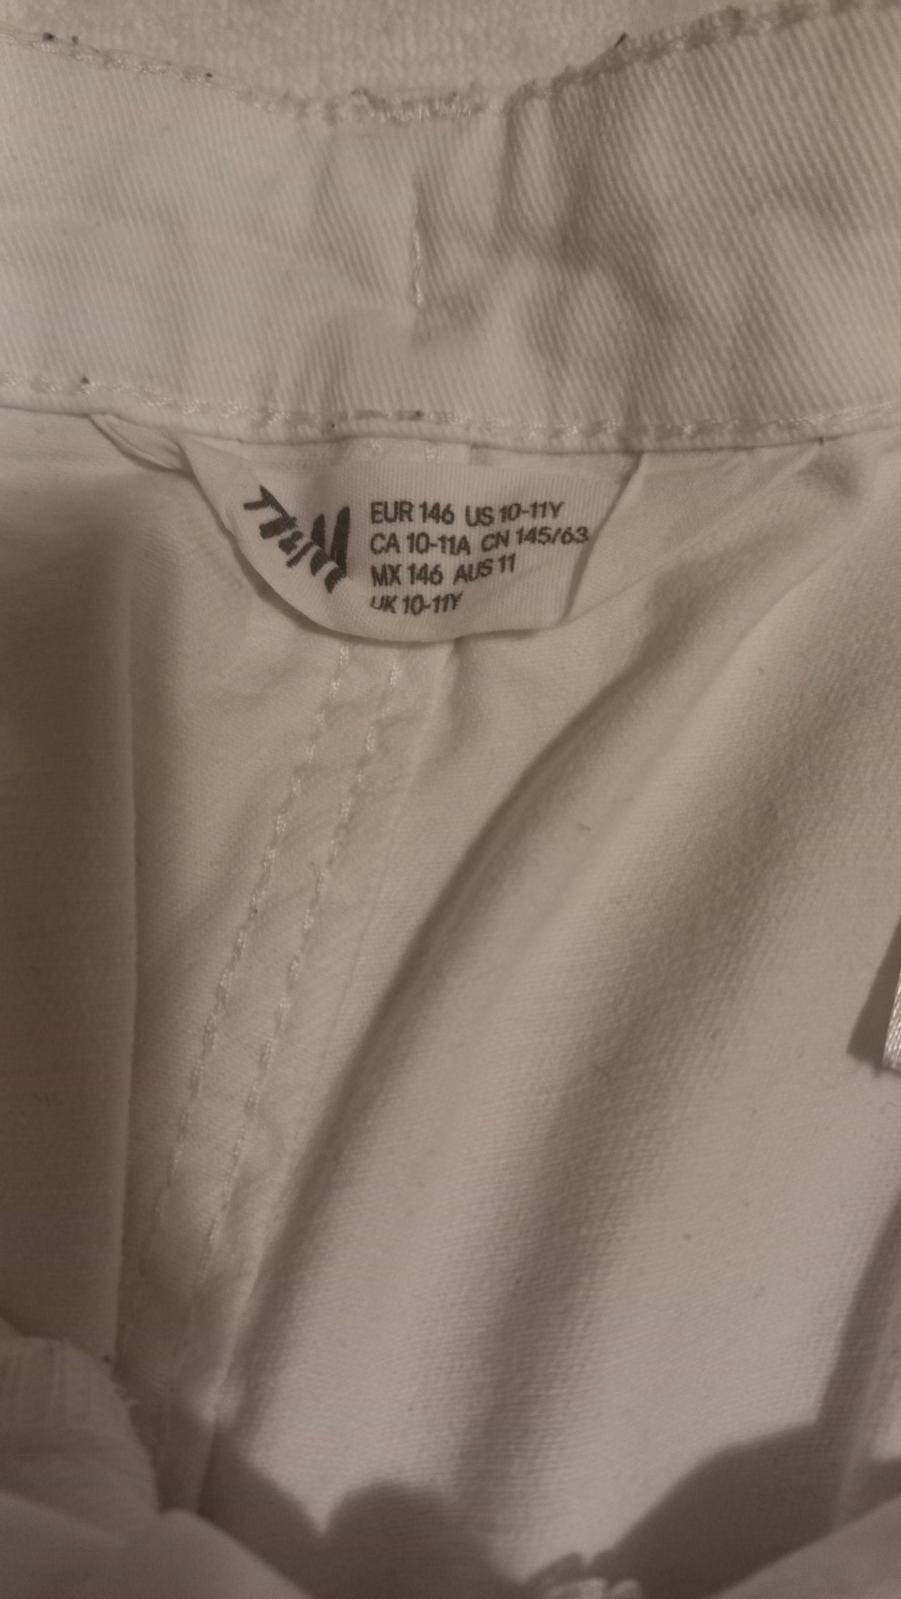 H&M
EUR 146 US 10-11Y
CA 10-11A CN 145/63
MX 146 AUS 11
UK 10-11Y